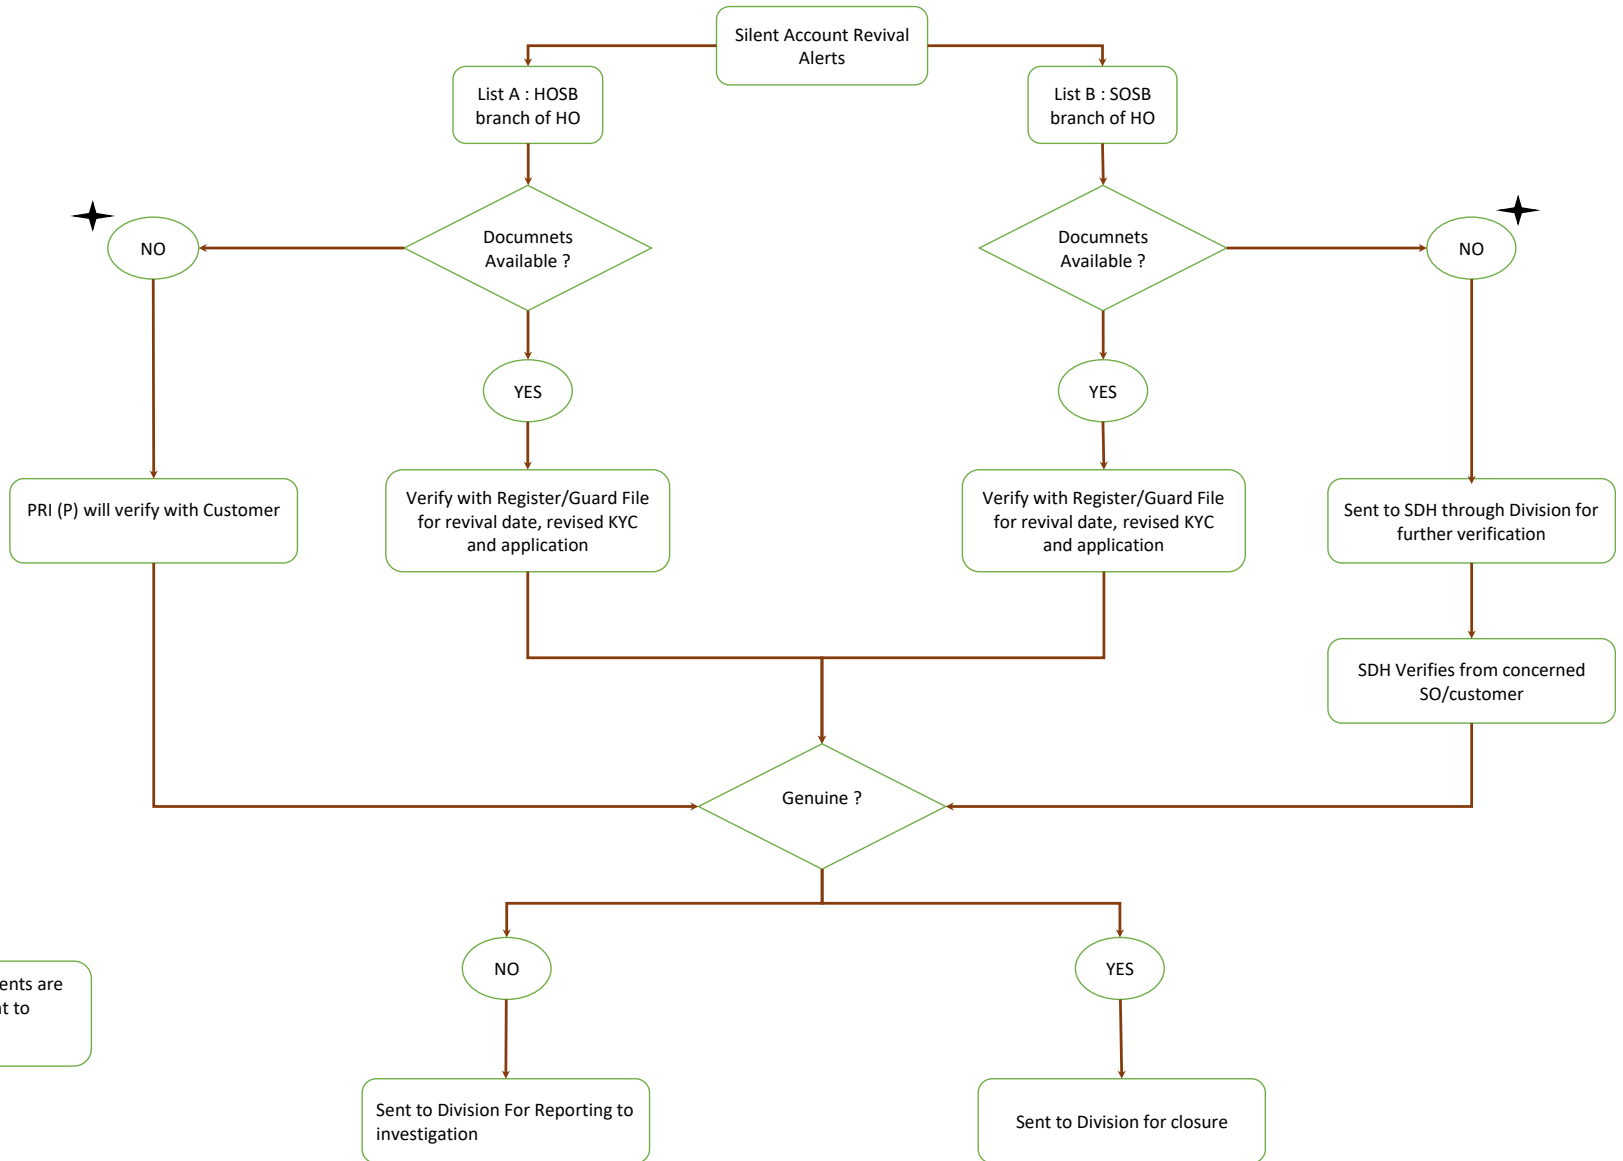 Silent Account Revival
Alerts
List A : HOSB
branch of HO
List B : SOSB
branch of HO
NO
Documnets
Available ?
Documnets
Available ?
NO
YES
YES
PRI (P) will verify with Customer
Verify with Register/Guard File
for revival date, revised KYC
and application
Verify with Register/Guard File
for revival date, revised KYC
and application
Sent to SDH through Division for
further verification
SDH Verifies from concerned
SO/customer
Genuine ?
NO
YES
ents are
t to
Sent to Division For Reporting to
investigation
Sent to Division for closure